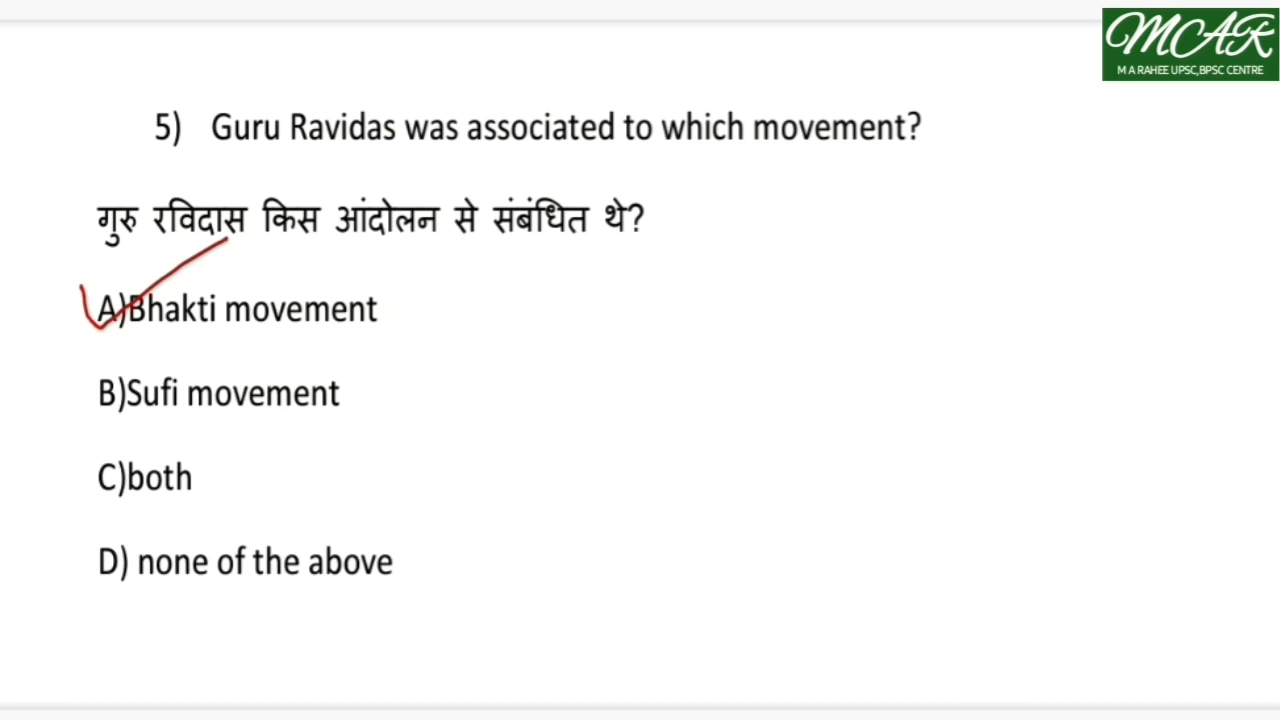 MCAR
M A RAHEE UPSC,BPSC CENTRE
5) Guru Ravidas was associated to which movement?
गुरु रविदास किस आंदोलन से संबंधित थे?
A)Bhakti movement
B)Sufi movement
C)both
D) none of the above